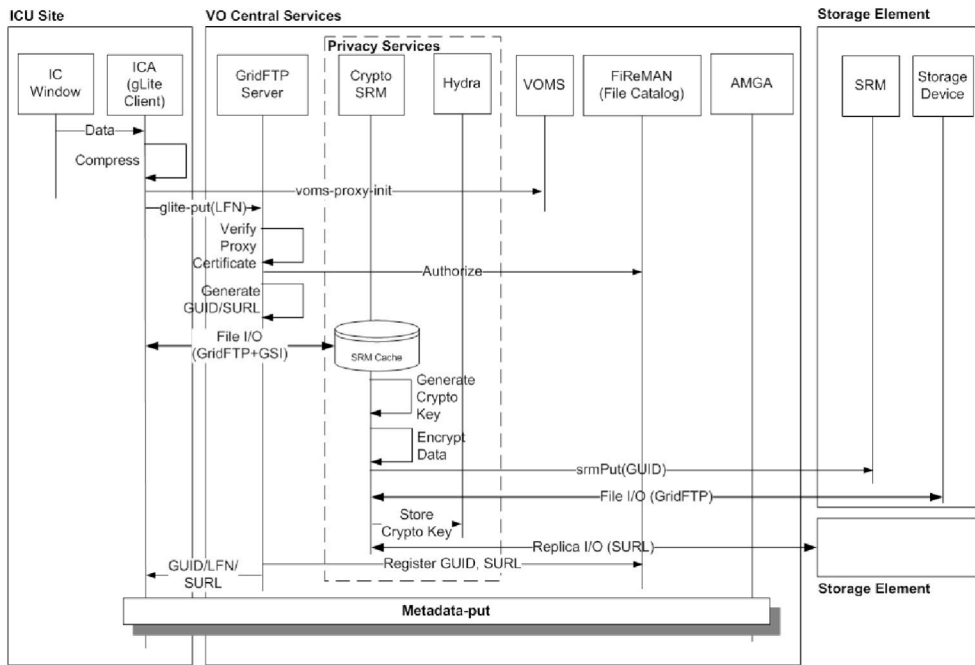 ICU Site
VO Central Services
Storage Element
Privacy Services
IC
Window
ICA
(gLite
Client)
GridFTP
Server
Crypto
SRM
Hydra
VOMS
FiReMAN
(File Catalog)
AMGA
SRM
Storage
Device
Data
Compress
voms-proxy-init
glite-put(LFN)
Verify
Proxy
Certificate
Authorize
Generate
GUID/SURL
File I/O
(GridFTP+GSI)
SRM Cache
Generate
Crypto
Key
Encrypt
Data
srmPut(GUID)
File I/O (GridFTP)
Store
Crypto Key
Replica I/O (SURL)
GUID/LFN/
SURL
Register GUID, SURL
Storage Element
Metadata-put